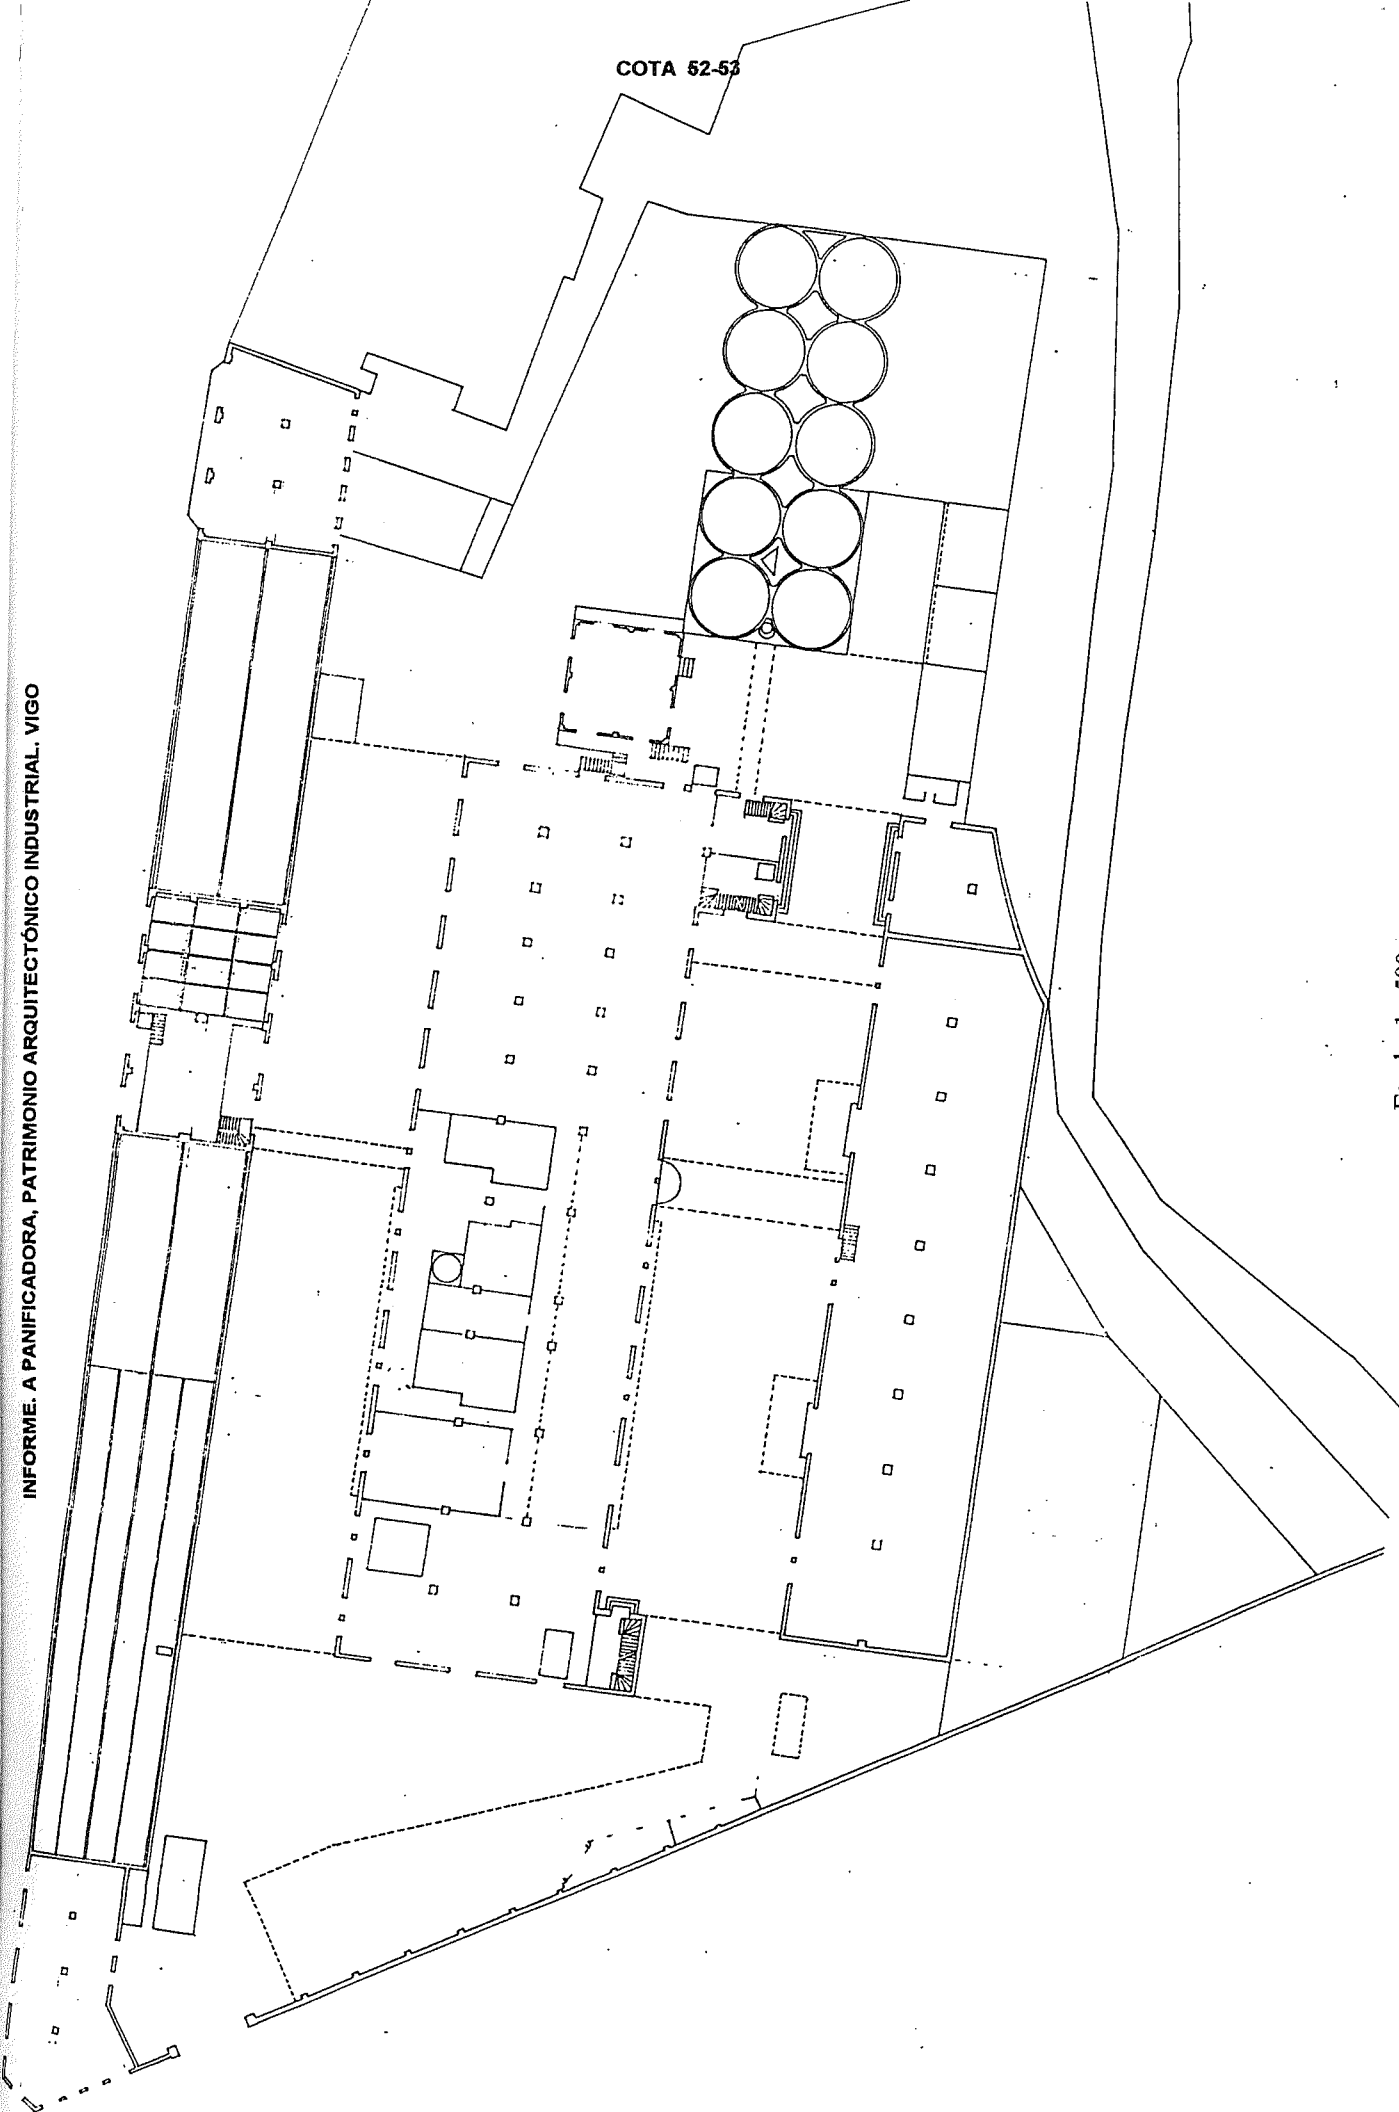 COTA 52-53
INFORME. A PANIFICADORA, PATRIMONIO ARQUITECTÓNICO INDUSTRIAL. VIGO